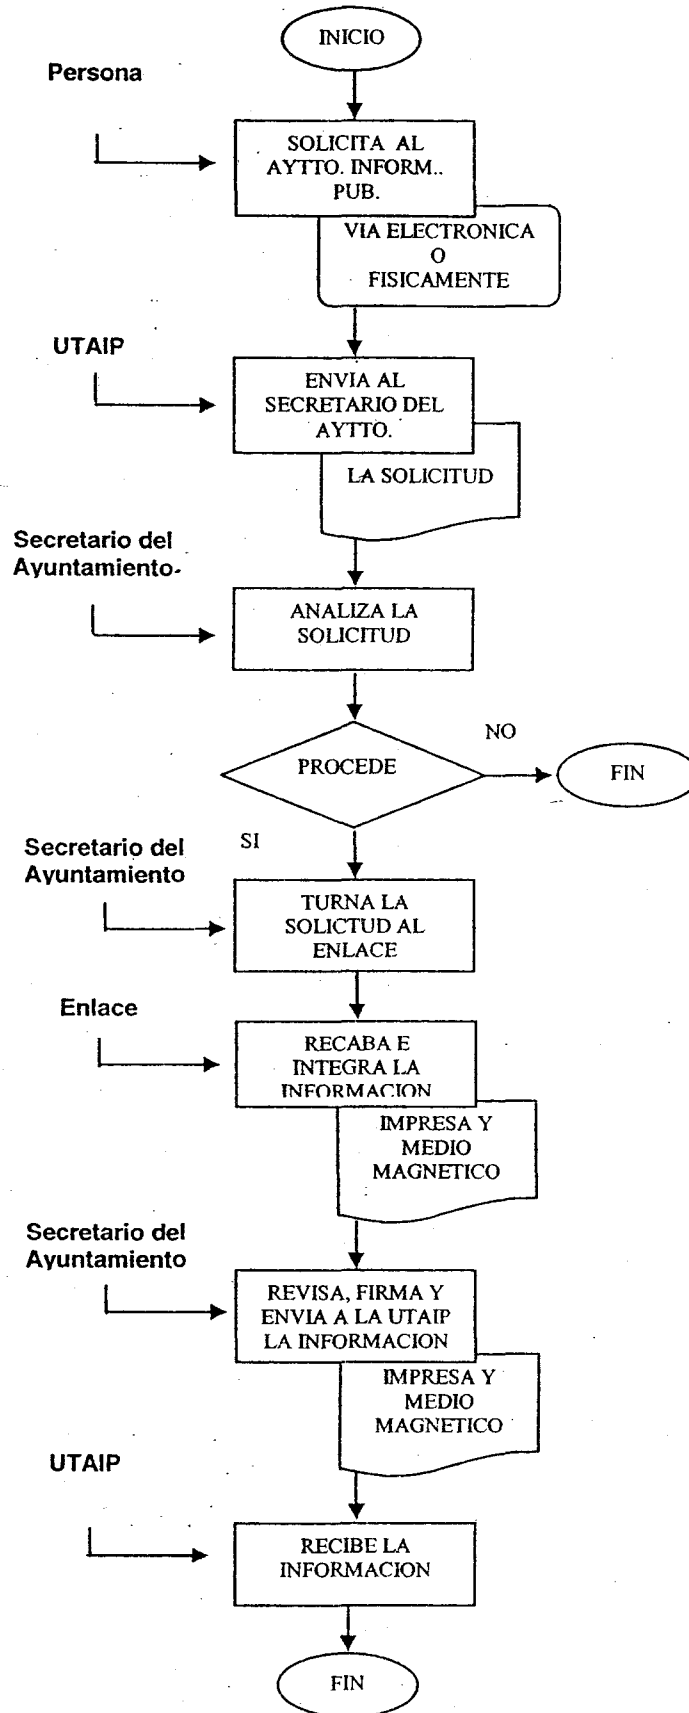 INICIO
Persona
SOLICITA AL
AYTTO. INFORM..
PUB.
VIA ELECTRONICA
O
FISICAMENTE
UTAIP
ENVIA AL
SECRETARIO DEL
AYTTO.
LA SOLICITUD
Secretario del
Ayuntamiento
ANALIZA LA
SOLICITUD
PROCEDE
NO
FIN
SI
Secretario del
Ayuntamiento
TURNA LA
SOLICTUD AL
ENLACE
Enlace
RECABA E
INTEGRA LA
INFORMACION
IMPRESA Y
MEDIO
MAGNETICO
Secretario del
Ayuntamiento
REVISA, FIRMA Y
ENVIA A LA UTAIP
LA INFORMACION
IMPRESA Y
MEDIO
MAGNETICO
UTAIP
RECIBE LA
INFORMACION
FIN